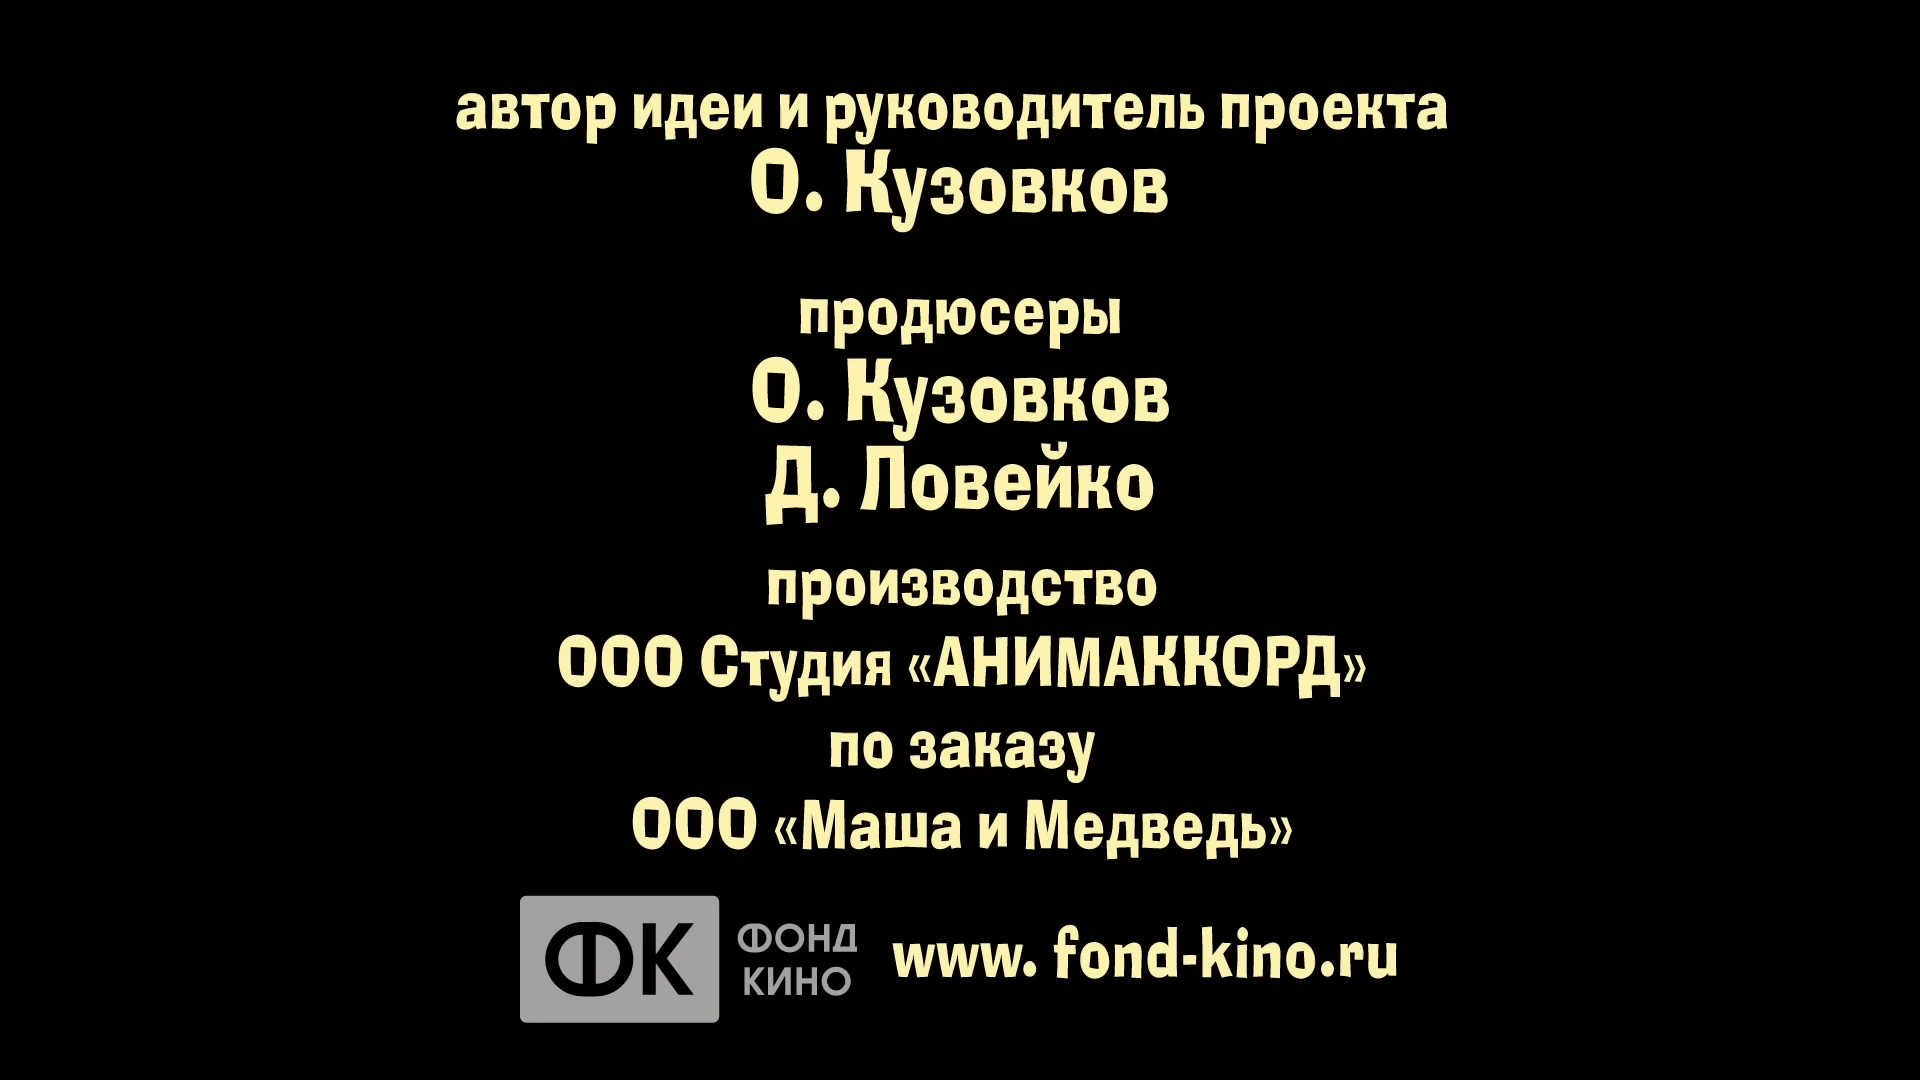 автор идеи и руководитель проекта
О. Кузовков
продюсеры
О. Кузовков
Д. Ловейко
производство
ООО Студия «АНИМАККОРД»
по заказу
ООО «Маша и Медведь»
ФК
ФОНД
КИНО
www. fond-kino.ru